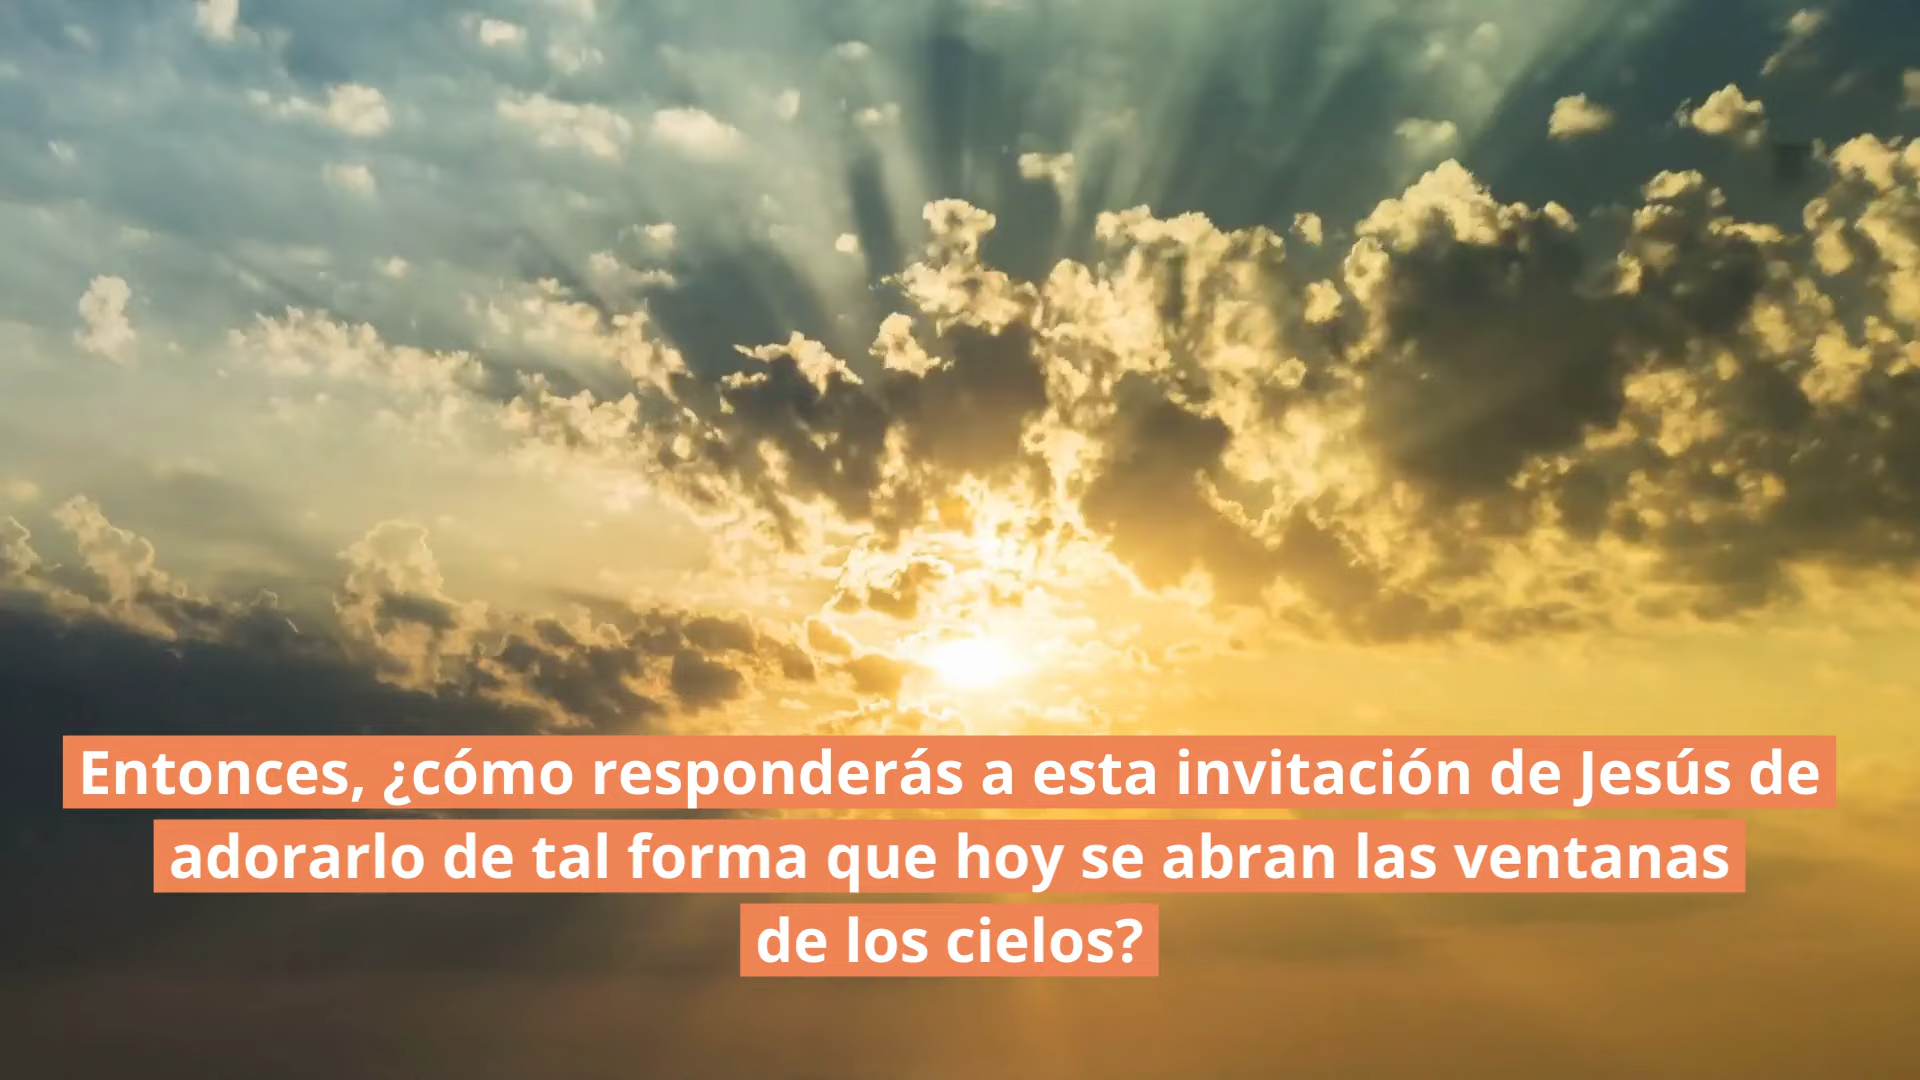 Entonces, ¿cómo responderás a esta invitación de Jesús de
adorarlo de tal forma que hoy se abran las ventanas
de los cielos?